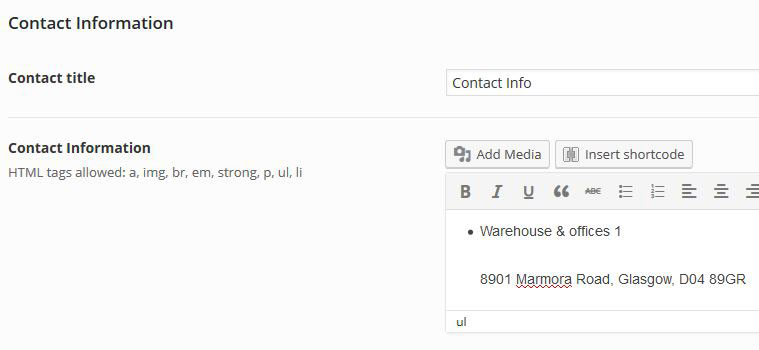 Contact Information
Contact title
Contact Info
Contact Information
HTML tags allowed: a, img, br, em, strong, p, ul, li
Add Media
Insert shortcode
B I U ABC
• Warehouse & offices 1
8901 Marmora Road, Glasgow, D04 89GR
ul